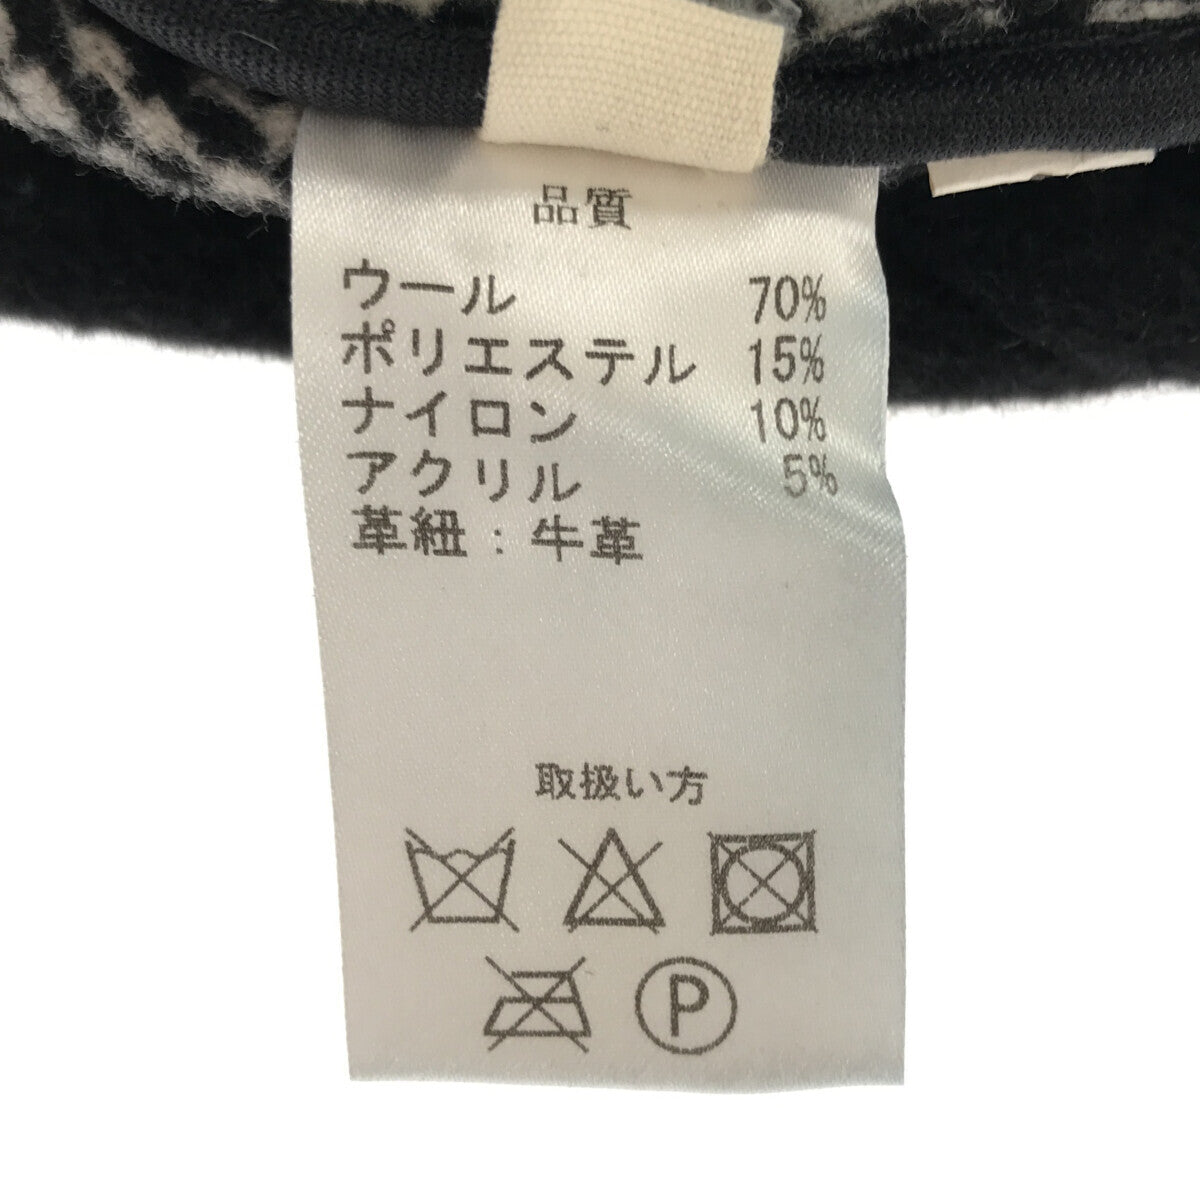 品質
ウール 70%
ポリエステル 15%
ナイロン 10%
アクリル 5%
革紐：牛革
取扱い方
P